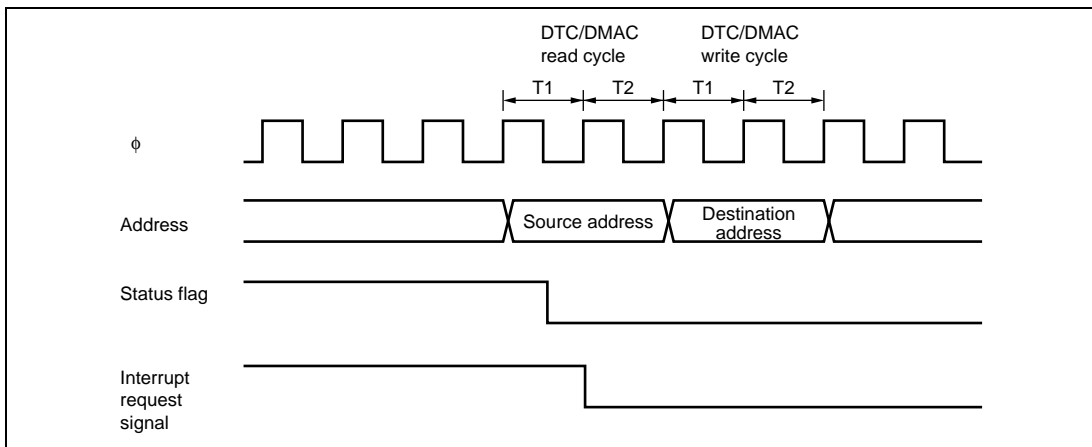 DTC/DMAC
read cycle
DTC/DMAC
write cycle
T1
T2
T1
T2
ϕ
Address
Source address
Destination
address
Status flag
Interrupt
request
signal